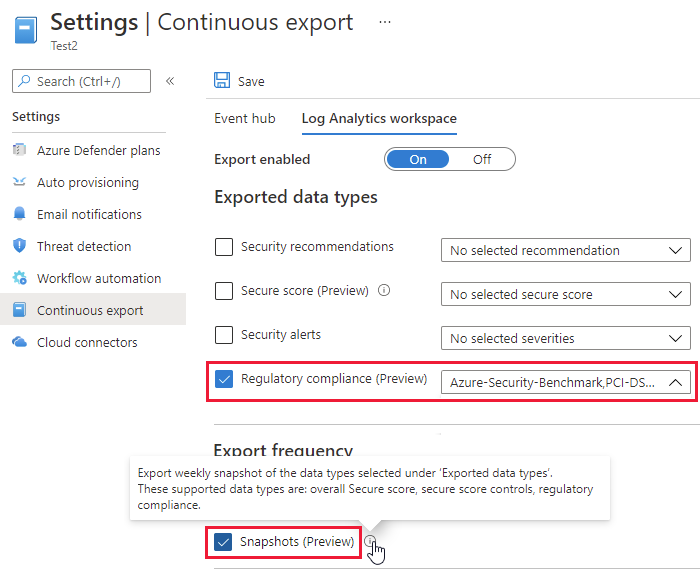 Settings | Continuous export ...
Test2
Search (Ctrl+/) «
Save
Settings
Event hub Log Analytics workspace
Azure Defender plans
Export enabled On Off
Auto provisioning
Exported data types
Email notifications
Threat detection
Security recommendations No selected recommendation
Workflow automation
Secure score (Preview) No selected secure score
Continuous export
Security alerts No selected severities
Cloud connectors
Regulatory compliance (Preview) Azure-Security-Benchmark,PCI-DS...
Export frequency
Export weekly snapshot of the data types selected under 'Exported data types'.
These supported data types are: overall Secure score, secure score controls, regulatory
compliance.
Snapshots (Preview)